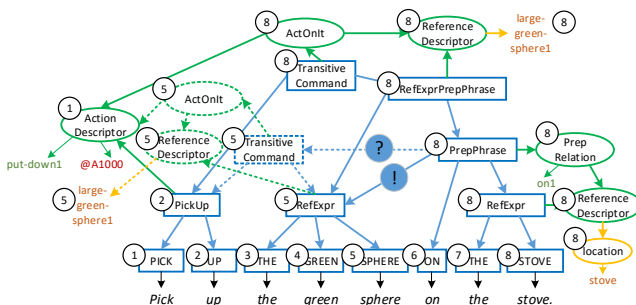 8 ActOnIt
8 Reference Descriptor
large-green-sphere1 8
8 Transitive Command
8 RefExprPrepPhrase
1 Action Descriptor
5 ActOnIt
5 Reference Descriptor
5 Transitive Command
?
8 PrepPhrase
8 Prep Relation
put-down1
@A1000
!
on1
5 large-green-sphere1
2 PickUp
5 RefExpr
8 RefExpr
8 Reference Descriptor
8 location
stove
1 PICK 2 UP 3 THE 4 GREEN 5 SPHERE 6 ON 7 THE 8 STOVE
Pick up the green sphere on the stove.